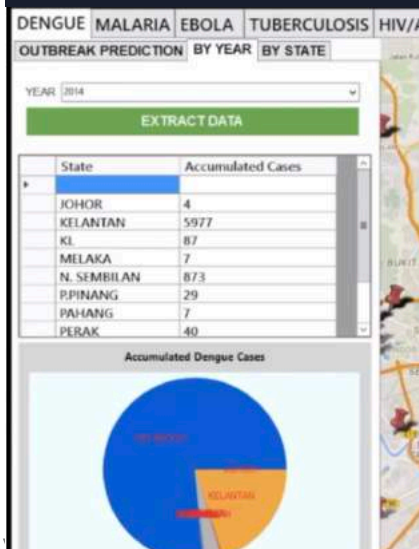 DENGUE MALARIA EBOLA TUBERCULOSIS HIV/A
OUTBREAK PREDICTION BY YEAR BY STATE
YEAR 2014
EXTRACT DATA
State Accumulated Cases
JOHOR 4
KELANTAN 5977
KL 87
MELAKA 7
N. SEMBILAN 873
P.PINANG 29
PAHANG 7
PERAK 40
Accumulated Dengue Cases
KELANTAN